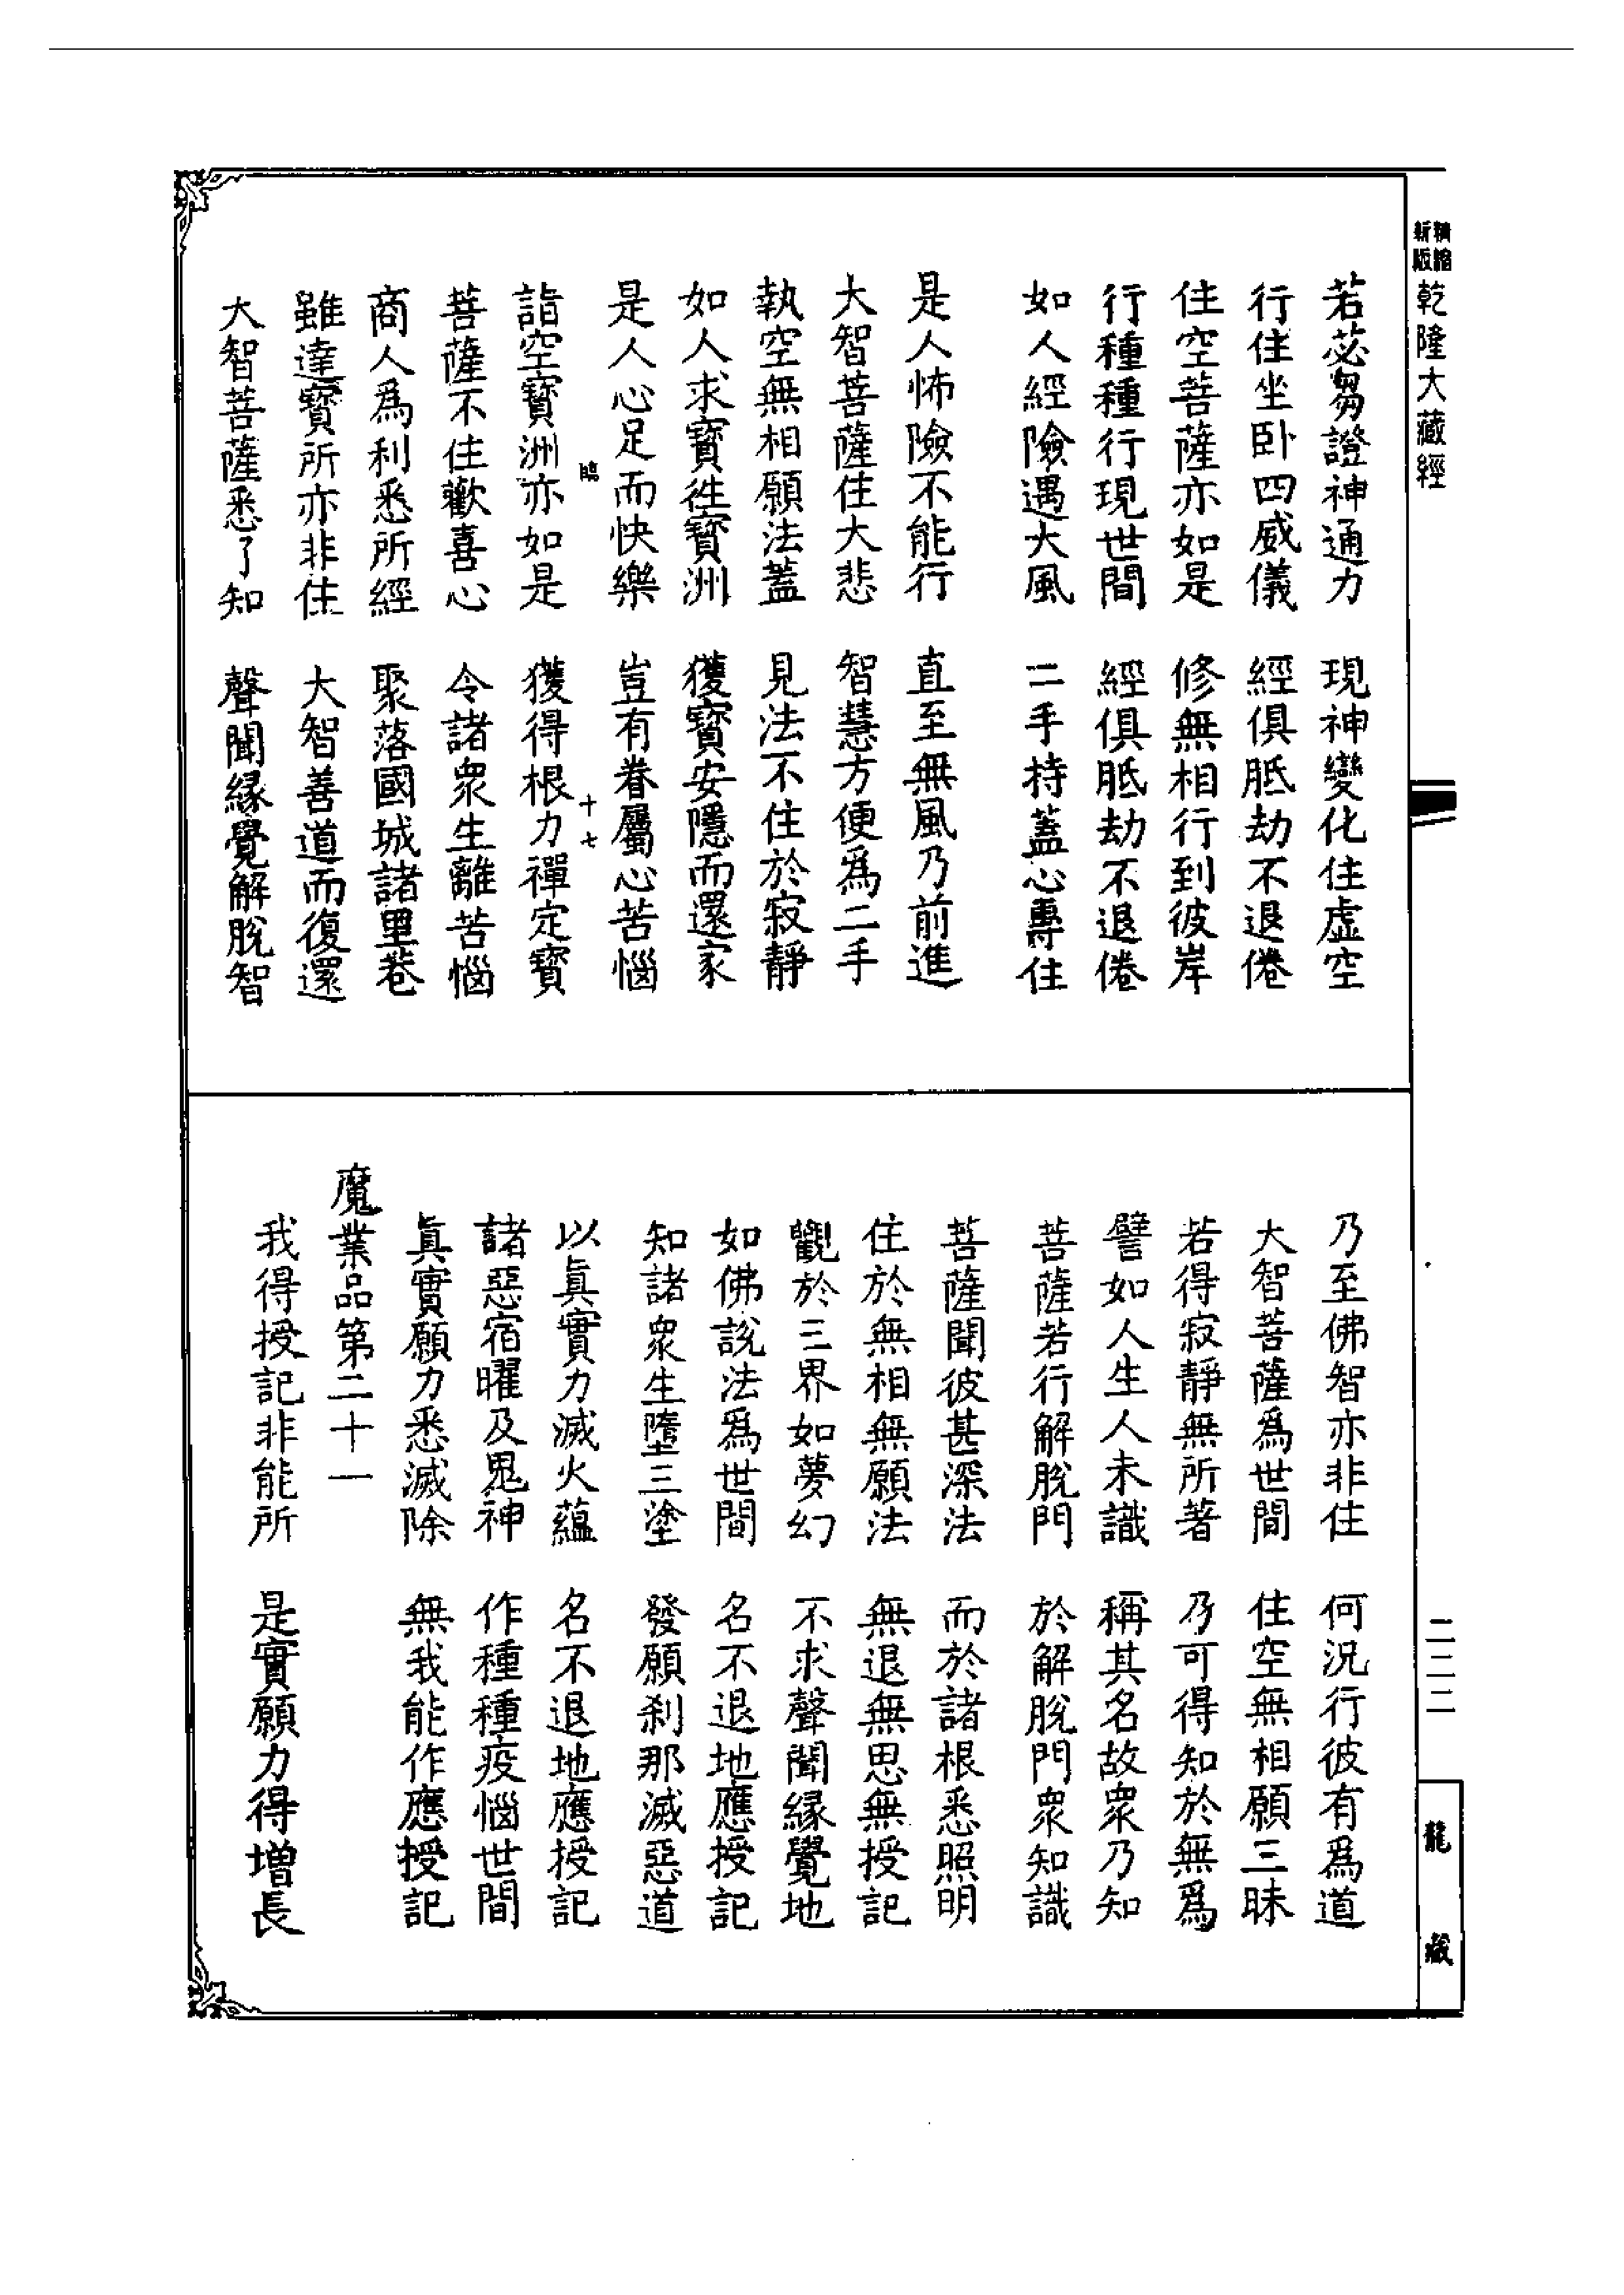 精縮新版
乾隆大藏經
若苾芻證神通力 現神變化住虛空
行住坐卧四威儀 經俱胝劫不退倦
住空菩薩亦如是 修無相行到彼岸
行種種行現世間 經俱胝劫不退倦
如人經險遇大風 二手持蓋心專住
是人怖險不能行 直至無風乃前進
大智菩薩住大悲 智慧方便為二手
執空無相願法蓋 見法不住於寂靜
如人求寶徃寶洲 獲寶安隱而還家
是人心足而快樂 豈有眷屬心苦惱
十七
詣空寶洲亦如是 獲得根力禪定寶
菩薩不住歡喜心 令諸衆生離苦惱
商人為利悉所經 聚落國城諸里巷
雖達寶所亦非住 大智善道而復還
大智菩薩悉了知 聲聞緣覺解脫智
乃至佛智亦非住 何況行彼有為道
大智菩薩為世間 住空無相願三昧
若得寂靜無所著 乃可得知於無為
譬如人生人未識 稱其名故衆乃知
菩薩若行解脫門 於解脫門衆知識
菩薩聞彼甚深法 而於諸根悉照明
住於無相無願法 無退無思無授記
觀於三界如夢幻 不求聲聞緣覺地
如佛說法為世間 名不退地應授記
知諸衆生墮三塗 發願刹那滅惡道
以眞實力滅火蘊 名不退地應授記
諸惡宿曜及鬼神 作種種疫惱世間
眞實願力悉滅除 無我能作應授記
魔業品第二十一
我得授記非能所 是實願力得增長
二二二
龍藏